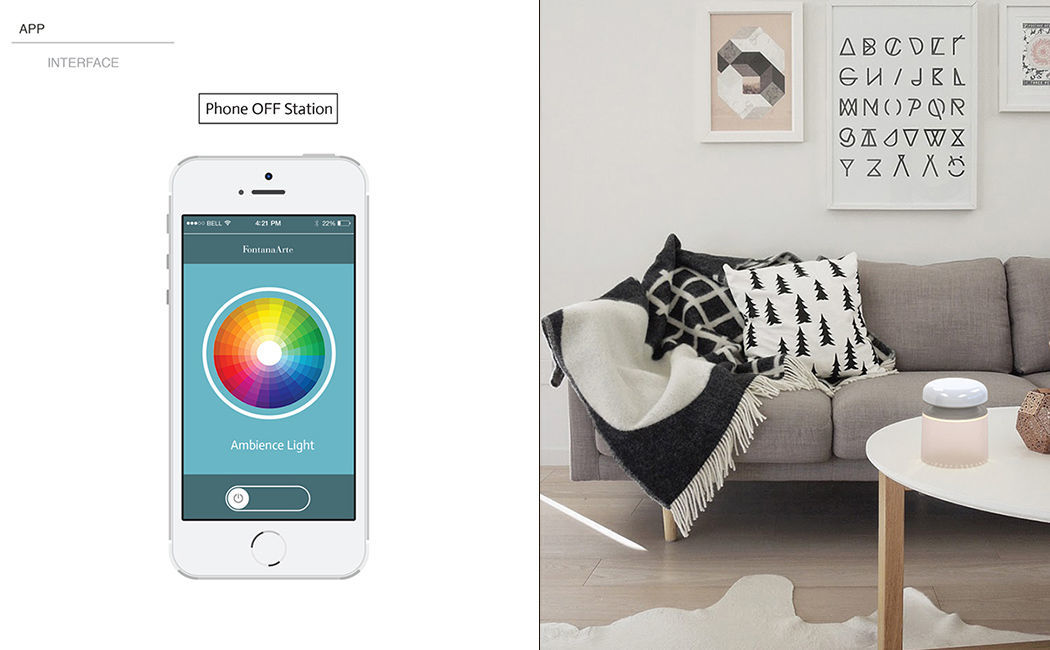 APP
INTERFACE
Phone OFF Station
BELL 4:21 PM 22%
FontanaArte
Ambience Light
A B C D E F
G H I J K L
M N O P Q R
S T U V W X
Y Z Å Ä Ö